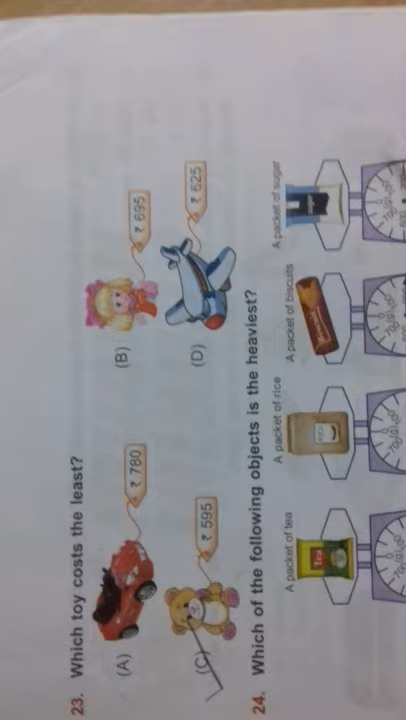 23. Which toy costs the least?
(A) ₹ 780 (B) ₹ 695
(C) ₹ 595 (D) ₹ 625
24. Which of the following objects is the heaviest?
A packet of tea A packet of rice A packet of biscuits A packet of sugar
Tea